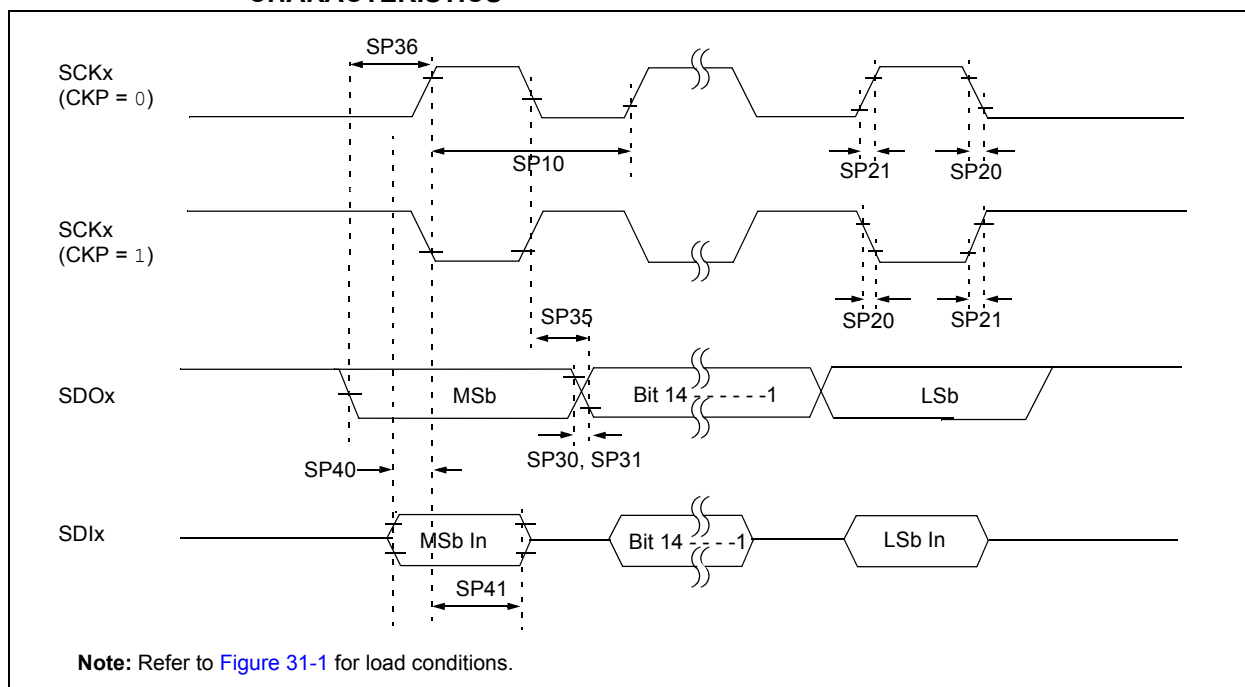 CHARACTERISTICS
SP36
SCKx
(CKP = 0)
SP10
SP21
SP20
SCKx
(CKP = 1)
SP35
SP20
SP21
SDOx
MSb
Bit 14 - - - - - -1
LSb
SP30, SP31
SP40
SDIx
MSb In
Bit 14 - - - -1
LSb In
SP41
Note: Refer to Figure 31-1 for load conditions.